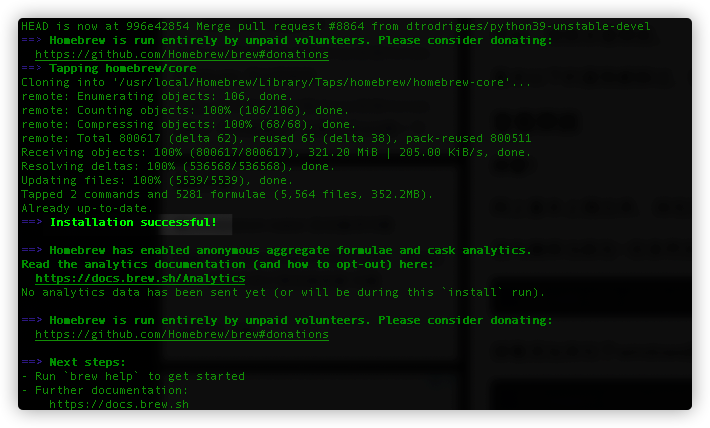 HEAD is now at 996e42854 Merge pull request #8864 from dtrodrigues/python39-unstable-devel
==> Homebrew is run entirely by unpaid volunteers. Please consider donating:
https://github.com/Homebrew/brew#donations
==> Tapping homebrew/core
Cloning into '/usr/local/Homebrew/Library/Taps/homebrew/homebrew-core'...
remote: Enumerating objects: 106, done.
remote: Counting objects: 100% (106/106), done.
remote: Compressing objects: 100% (68/68), done.
remote: Total 800617 (delta 62), reused 65 (delta 38), pack-reused 800511
Receiving objects: 100% (800617/800617), 321.20 MiB | 205.00 KiB/s, done.
Resolving deltas: 100% (536568/536568), done.
Updating files: 100% (5539/5539), done.
Tapped 2 commands and 5281 formulae (5,564 files, 352.2MB).
Already up-to-date.
==> Installation successful!
==> Homebrew has enabled anonymous aggregate formulae and cask analytics.
Read the analytics documentation (and how to opt-out) here:
https://docs.brew.sh/Analytics
No analytics data has been sent yet (or will be during this `install` run).
==> Homebrew is run entirely by unpaid volunteers. Please consider donating:
https://github.com/Homebrew/brew#donations
==> Next steps:
- Run `brew help` to get started
- Further documentation:
https://docs.brew.sh